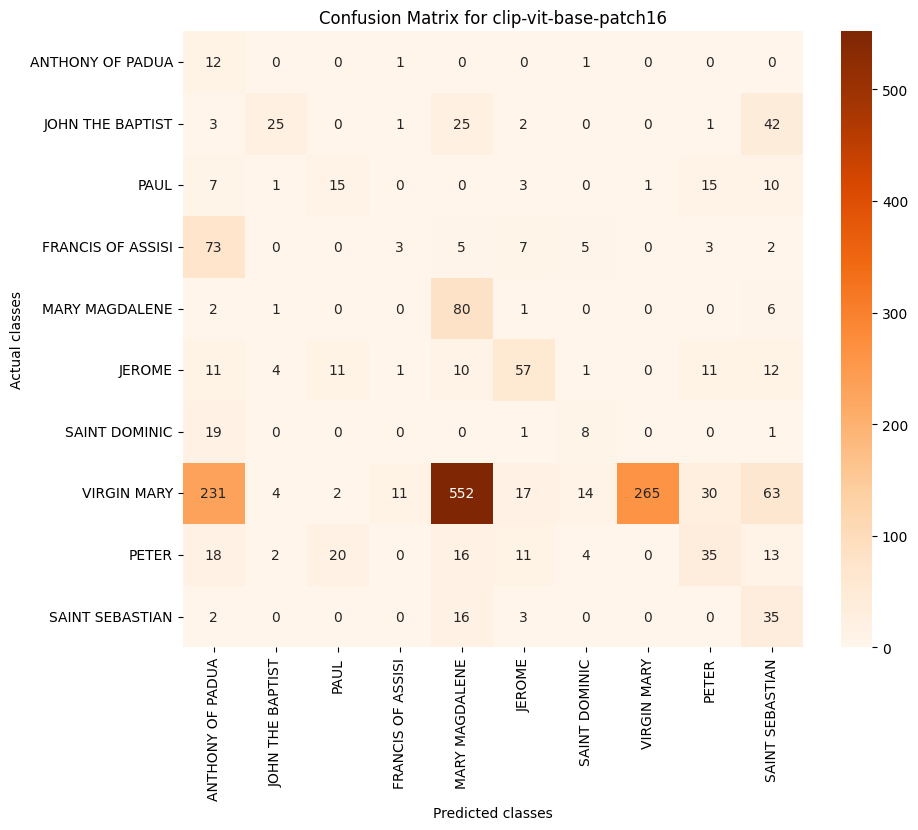 Confusion Matrix for clip-vit-base-patch16
Actual classes
ANTHONY OF PADUA 12 0 0 1 0 0 1 0 0 0
JOHN THE BAPTIST 3 25 0 1 25 2 0 0 1 42
PAUL 7 1 15 0 0 3 0 1 15 10
FRANCIS OF ASSISI 73 0 0 3 5 7 5 0 3 2
MARY MAGDALENE 2 1 0 0 80 1 0 0 0 6
JEROME 11 4 11 1 10 57 1 0 11 12
SAINT DOMINIC 19 0 0 0 0 1 8 0 0 1
VIRGIN MARY 231 4 2 11 552 17 14 265 30 63
PETER 18 2 20 0 16 11 4 0 35 13
SAINT SEBASTIAN 2 0 0 0 16 3 0 0 0 35
ANTHONY OF PADUA
JOHN THE BAPTIST
PAUL
FRANCIS OF ASSISI
MARY MAGDALENE
JEROME
SAINT DOMINIC
VIRGIN MARY
PETER
SAINT SEBASTIAN
Predicted classes
500
400
300
200
100
0